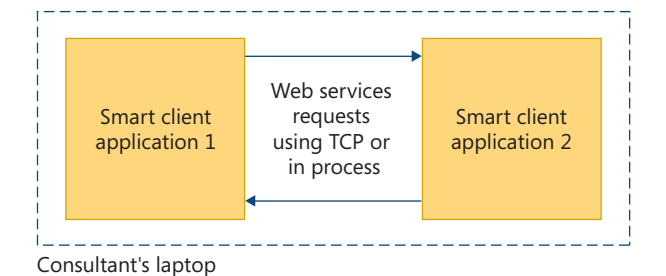 Smart client
application 1
Web services
requests
using TCP or
in process
Smart client
application 2
Consultant's laptop